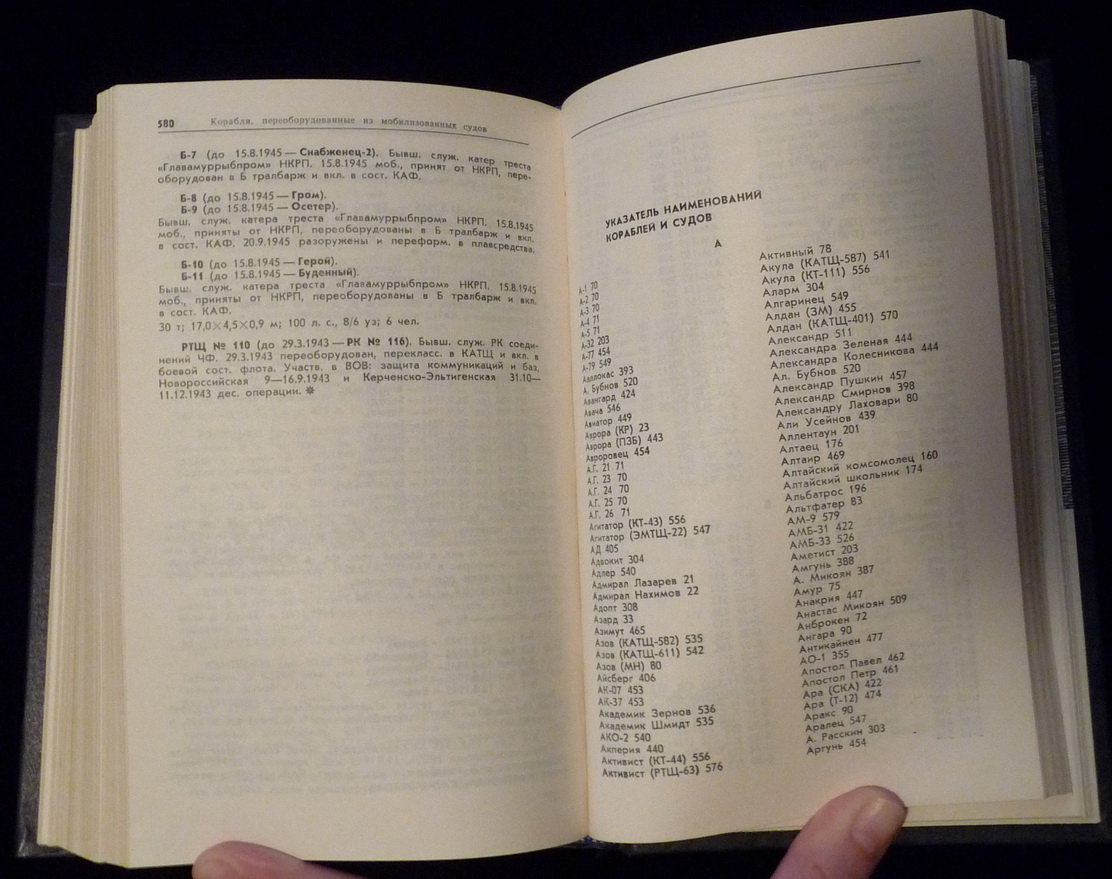 580 Корабли, переоборудованные из мобилизованных судов
Б-7 (до 15.8.1945 — Снабженец-2). Бывш. служ. катер треста
«Главамуррыбпром» НКРП. 15.8.1945 моб., принят от НКРП, пере-
оборудован в Б тралбарж и вкл. в сост. КАФ.
Б-8 (до 15.8.1945 — Гром).
Б-9 (до 15.8.1945 — Осетер).
Бывш. служ. катера треста «Главамуррыбпром» НКРП. 15.8.1945
моб., приняты от НКРП, переоборудованы в Б тралбарж и вкл.
в сост. КАФ. 20.9.1945 разоружены и переформ. в плавсредства.
Б-10 (до 15.8.1945 — Герой).
Б-11 (до 15.8.1945 — Буденный).
Бывш. служ. катера треста «Главамуррыбпром» НКРП. 15.8.1945
моб., приняты от НКРП, переоборудованы в Б тралбарж и вкл.
в сост. КАФ.
30 т; 17,0×4,5×0,9 м; 100 л. с., 8/6 уз; 6 чел.
РТЩ № 110 (до 29.3.1943 — РК № 116). Бывш. служ. РК соеди-
нений ЧФ. 29.3.1943 переоборудован, перекласс. в КАТЩ и вкл. в
боевой сост. флота. Участв. в ВОВ: защита коммуникаций и баз,
Новороссийская 9—16.9.1943 и Керченско-Эльтигенская 31.10—
11.12.1943 дес. операции. ✵
УКАЗАТЕЛЬ НАИМЕНОВАНИЙ
КОРАБЛЕЙ И СУДОВ
А
А-1 70
А-2 70
А-3 70
А-4 71
А-5 71
А-32 203
А-77 454
А-79 549
Ааллокас 393
А. Бубнов 520
Авангард 424
Авача 546
Авиатор 449
Аврора (КР) 23
Аврора (ПЗБ) 443
Авроровец 454
А.Г. 21 71
А.Г. 23 70
А.Г. 24 70
А.Г. 25 70
А.Г. 26 71
Агитатор (КТ-43) 556
Агитатор (ЭМТЩ-22) 547
АД 405
Адвокит 304
Адлер 540
Адмирал Лазарев 21
Адмирал Нахимов 22
Адопт 308
Азард 33
Азимут 465
Азов (КАТЩ-582) 535
Азов (КАТЩ-611) 542
Азов (МН) 80
Айсберг 406
АК-07 453
АК-37 453
Академик Зернов 536
Академик Шмидт 535
АКО-2 540
Акперия 440
Активист (КТ-44) 556
Активист (РТЩ-63) 576
Активный 78
Акула (КАТЩ-587) 541
Акула (КТ-111) 556
Аларм 304
Алгаринец 549
Алдан (ЗМ) 455
Алдан (КАТЩ-401) 570
Александр 511
Александра Зеленая 444
Александра Колесникова 444
Ал. Бубнов 520
Александр Пушкин 457
Александр Смирнов 398
Александру Лаховари 80
Али Усейнов 439
Аллентаун 201
Алтаец 176
Алтаир 469
Алтайский комсомолец 160
Алтайский школьник 174
Альбатрос 196
Альтфатер 83
АМ-9 579
АМБ-31 422
АМБ-33 526
Аметист 203
Амгунь 388
А. Микоян 387
Амур 75
Анакрия 447
Анастас Микоян 509
Анброкен 72
Ангара 90
Антикайнен 477
АО-1 355
Апостол Павел 462
Апостол Петр 461
Ара (СКА) 422
Ара (Т-12) 474
Аракс 90
Аралец 547
А. Расскин 303
Аргунь 454